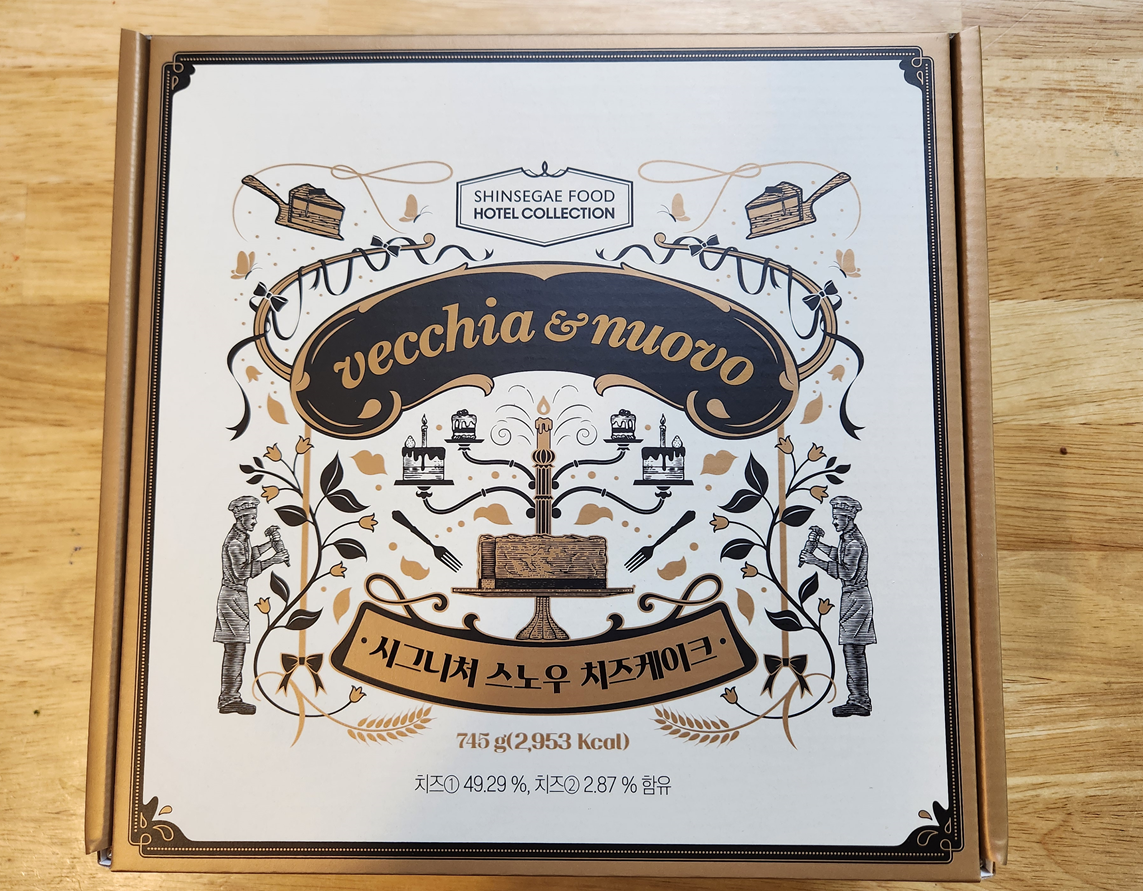 SHINSEGAE FOOD
HOTEL COLLECTION
vecchia & nuovo
·시그니처 스노우 치즈케이크·
745 g(2,953 Kcal)
치즈① 49.29 %, 치즈② 2.87 % 함유